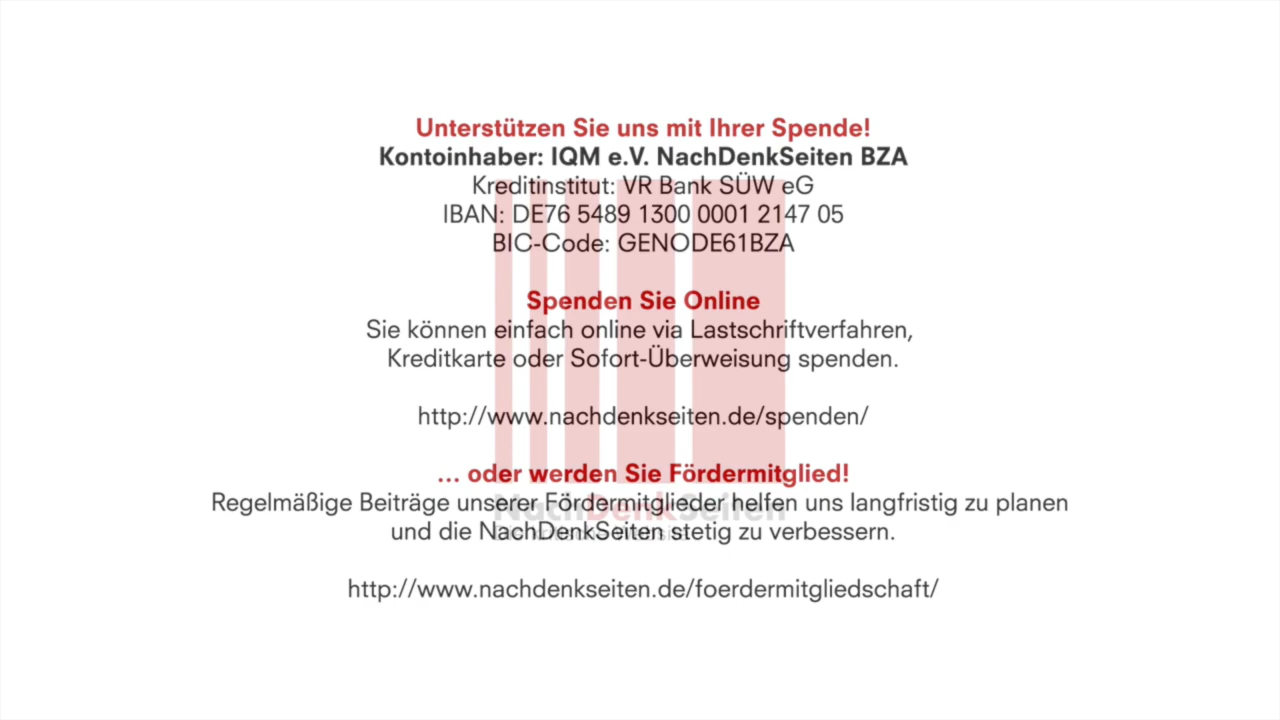 Unterstützen Sie uns mit Ihrer Spende!
Kontoinhaber: IQM e.V. NachDenkSeiten BZA
Kreditinstitut: VR Bank SÜW eG
IBAN: DE76 5489 1300 0001 2147 05
BIC-Code: GENODE61BZA
Spenden Sie Online
Sie können einfach online via Lastschriftverfahren,
Kreditkarte oder Sofort-Überweisung spenden.
http://www.nachdenkseiten.de/spenden/
... oder werden Sie Fördermitglied!
Regelmäßige Beiträge unserer Fördermitglieder helfen uns langfristig zu planen
NachDenkSeiten
und die NachDenkSeiten stetig zu verbessern.
http://www.nachdenkseiten.de/foerdermitgliedschaft/